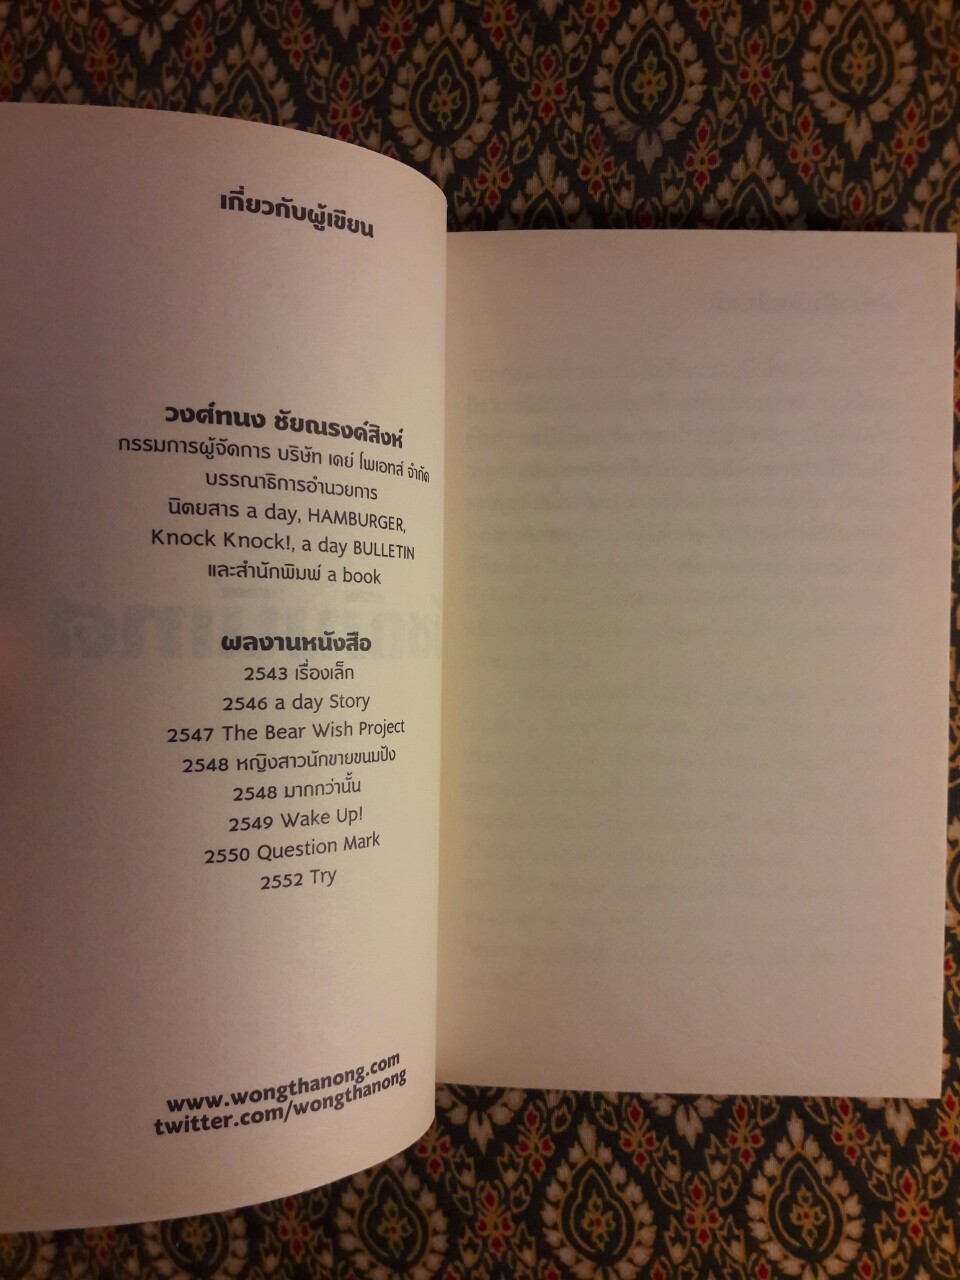 เกี่ยวกับผู้เขียน
วงศ์ทนง ชัยณรงค์สิงห์
กรรมการผู้จัดการ บริษัท เดย์ โพเอทส์ จำกัด
บรรณาธิการอำนวยการ
นิตยสาร a day, HAMBURGER,
Knock Knock!, a day BULLETIN
และสำนักพิมพ์ a book
ผลงานหนังสือ
2543 เรื่องเล็ก
2546 a day Story
2547 The Bear Wish Project
2548 หญิงสาวนักขายขนมปัง
2548 มากกว่านั้น
2549 Wake Up!
2550 Question Mark
2552 Try
www.wongthanong.com
twitter.com/wongthanong